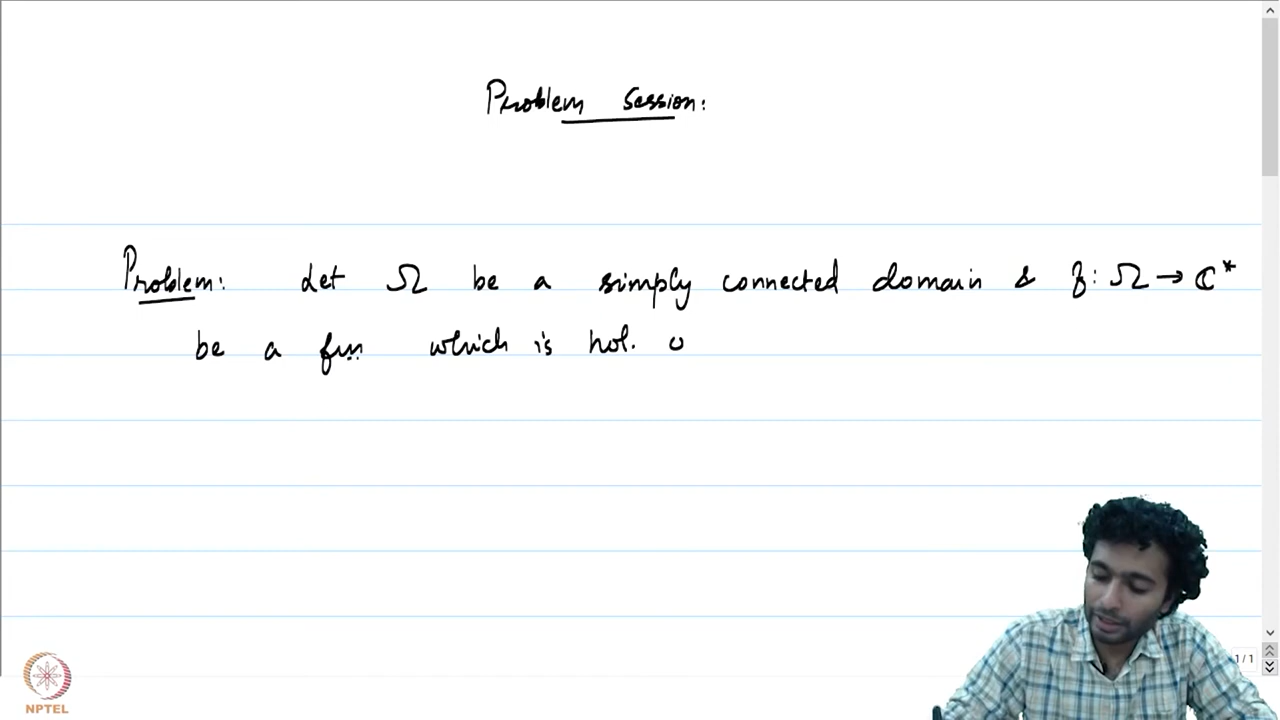 Problem Session:
Problem: Let Ω be a simply connected domain & f: Ω → ℂ*
be a fun which is hol. o
1 / 1
NPTEL